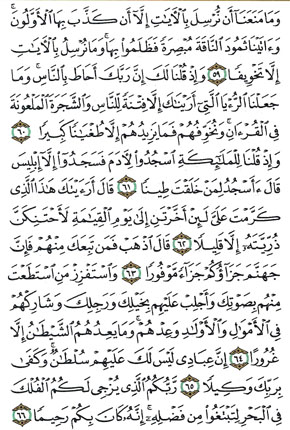 وَمَا مَنَعَنَآ أَن نُّرْسِلَ بِٱلْءَايَٰتِ إِلَّآ أَن كَذَّبَ بِهَا ٱلْأَوَّلُونَ ۚ
وَءَاتَيْنَا ثَمُودَ ٱلنَّاقَةَ مُبْصِرَةً فَظَلَمُوا۟ بِهَا ۚ وَمَا نُرْسِلُ بِٱلْءَايَٰتِ
إِلَّا تَخْوِيفًا ٥٩ وَإِذْ قُلْنَا لَكَ إِنَّ رَبَّكَ أَحَاطَ بِٱلنَّاسِ ۚ وَمَا
جَعَلْنَا ٱلرُّءْيَا ٱلَّتِىٓ أَرَيْنَٰكَ إِلَّا فِتْنَةً لِّلنَّاسِ وَٱلشَّجَرَةَ ٱلْمَلْعُونَةَ
فِى ٱلْقُرْءَانِ ۚ وَنُخَوِّفُهُمْ فَمَا يَزِيدُهُمْ إِلَّا طُغْيَٰنًا كَبِيرًا ٦٠
وَإِذْ قُلْنَا لِلْمَلَٰٓئِكَةِ ٱسْجُدُوا۟ لِءَادَمَ فَسَجَدُوٓا۟ إِلَّآ إِبْلِيسَ
قَالَ ءَأَسْجُدُ لِمَنْ خَلَقْتَ طِينًا ٦١ قَالَ أَرَءَيْتَكَ هَٰذَا ٱلَّذِى
كَرَّمْتَ عَلَىَّ لَئِنْ أَخَّرْتَنِ إِلَىٰ يَوْمِ ٱلْقِيَٰمَةِ لَأَحْتَنِكَنَّ
ذُرِّيَّتَهُۥٓ إِلَّا قَلِيلًا ٦٢ قَالَ ٱذْهَبْ فَمَن تَبِعَكَ مِنْهُمْ فَإِنَّ
جَهَنَّمَ جَزَآؤُكُمْ جَزَآءً مَّوْفُورًا ٦٣ وَٱسْتَفْزِزْ مَنِ ٱسْتَطَعْتَ
مِنْهُم بِصَوْتِكَ وَأَجْلِبْ عَلَيْهِم بِخَيْلِكَ وَرَجِلِكَ وَشَارِكْهُمْ
فِى ٱلْأَمْوَٰلِ وَٱلْأَوْلَٰدِ وَعِدْهُمْ ۚ وَمَا يَعِدُهُمُ ٱلشَّيْطَٰنُ إِلَّا
غُرُورًا ٦٤ إِنَّ عِبَادِى لَيْسَ لَكَ عَلَيْهِمْ سُلْطَٰنٌ ۚ وَكَفَىٰ
بِرَبِّكَ وَكِيلًا ٦٥ رَّبُّكُمُ ٱلَّذِى يُزْجِى لَكُمُ ٱلْفُلْكَ
فِى ٱلْبَحْرِ لِتَبْتَغُوا۟ مِن فَضْلِهِۦٓ ۚ إِنَّهُۥ كَانَ بِكُمْ رَحِيمًا ٦٦